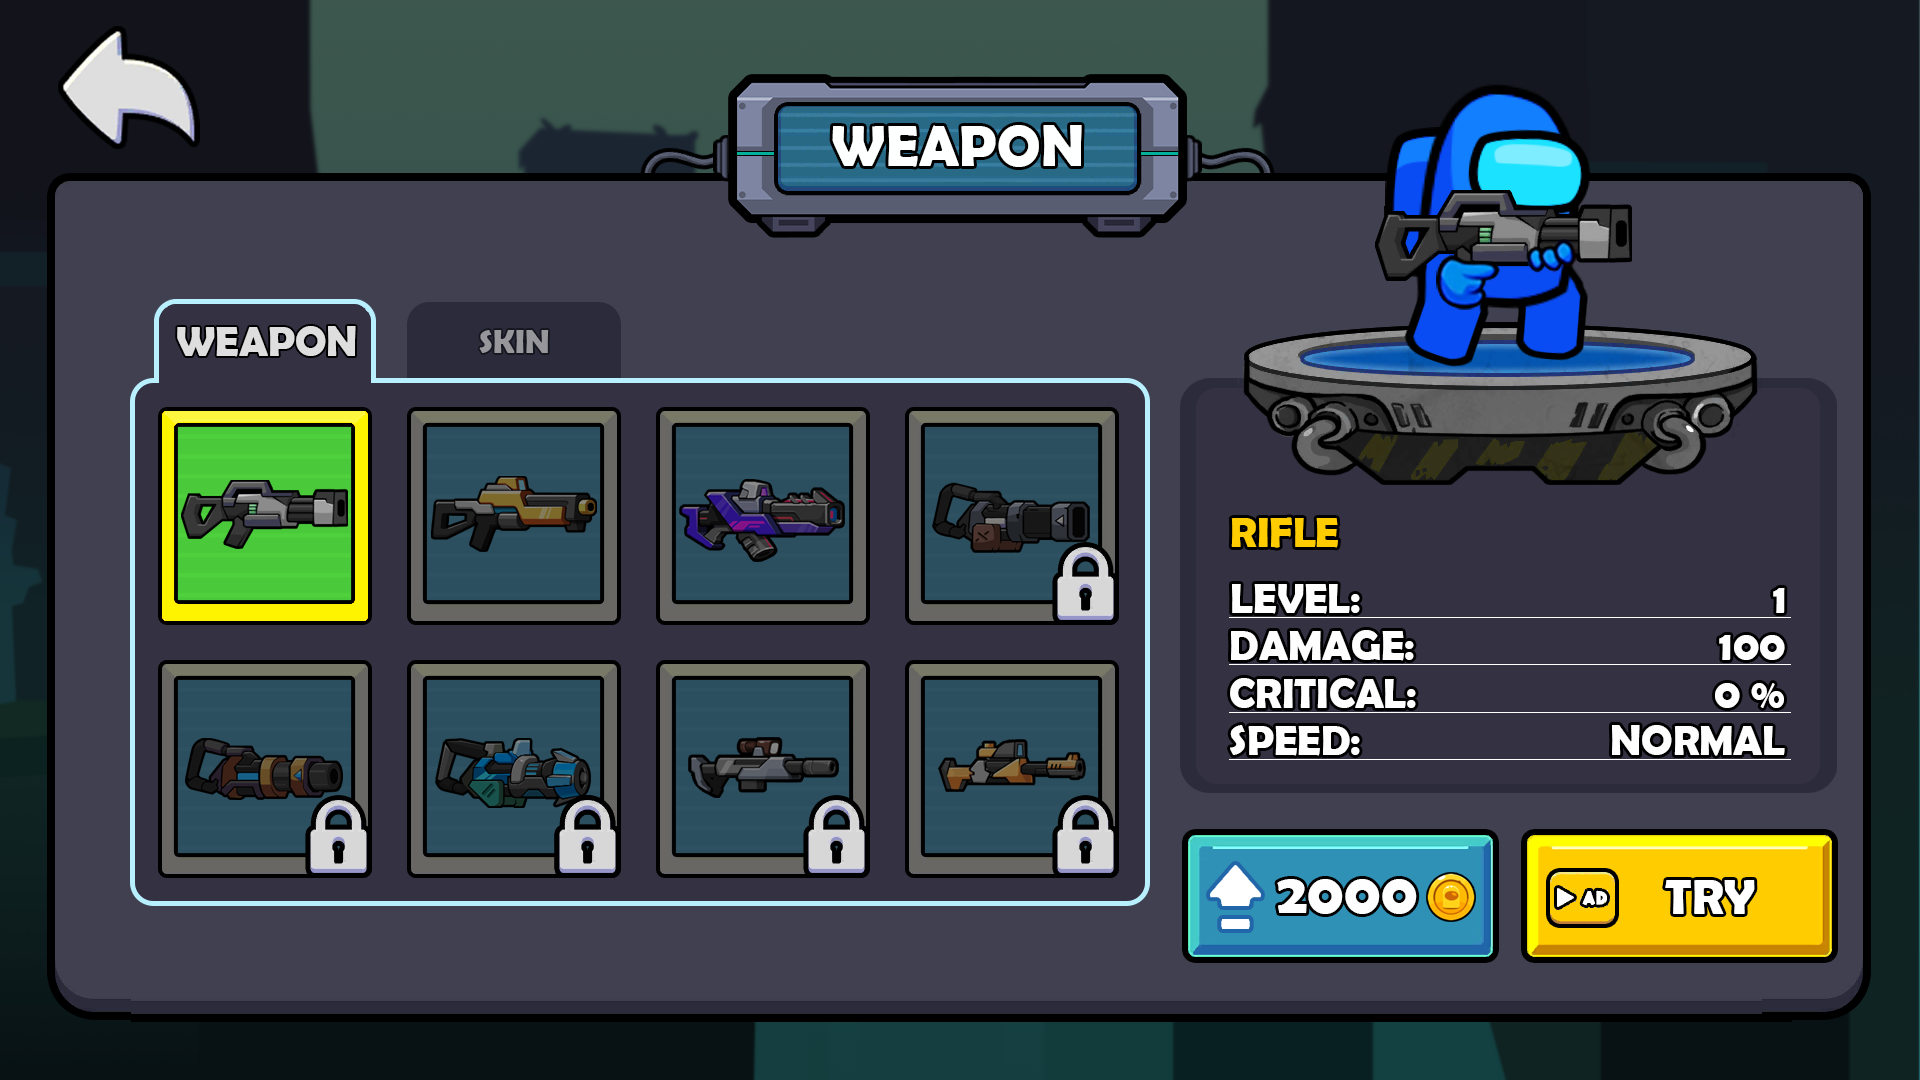 WEAPON
WEAPON
SKIN
RIFLE
LEVEL: 1
DAMAGE: 100
CRITICAL: 0 %
SPEED: NORMAL
2000
AD TRY